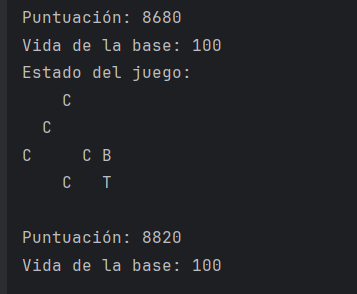 Puntuación: 8680
Vida de la base: 100
Estado del juego:
    C
  C
C     C B
    C   T

Puntuación: 8820
Vida de la base: 100